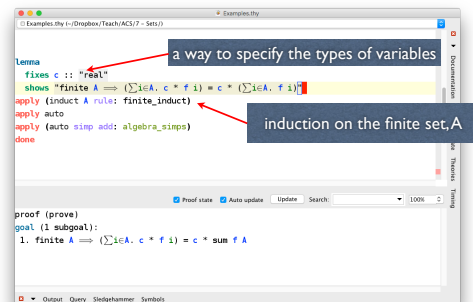 Examples.thy
Examples.thy (~/Dropbox/Teach/ACS/7 - Sets/)
a way to specify the types of variables
lemma
fixes c :: "real"
shows "finite A ⟹ (∑i∈A. c * f i) = c * (∑i∈A. f i)"
apply (induct A rule: finite_induct)
apply auto
induction on the finite set, A
apply (auto simp add: algebra_simps)
done
Documentation
Theories
Timing
Proof state Auto update Update Search: 100%
proof (prove)
goal (1 subgoal):
1. finite A ⟹ (∑i∈A. c * f i) = c * sum f A
Output Query Sledgehammer Symbols